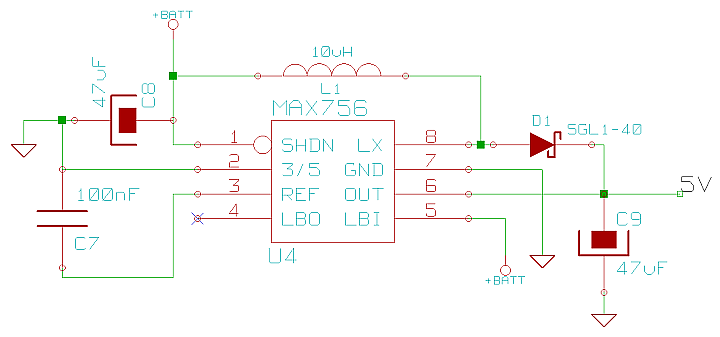 +BATT
10uH
47uF
C8
L1
MAX756
D1
SGL1-40
1 SHDN LX 8
2 3/5 GND 7
3 REF OUT 6
4 LBO LBI 5
5V
100nF
C7
C9
47uF
U4
+BATT